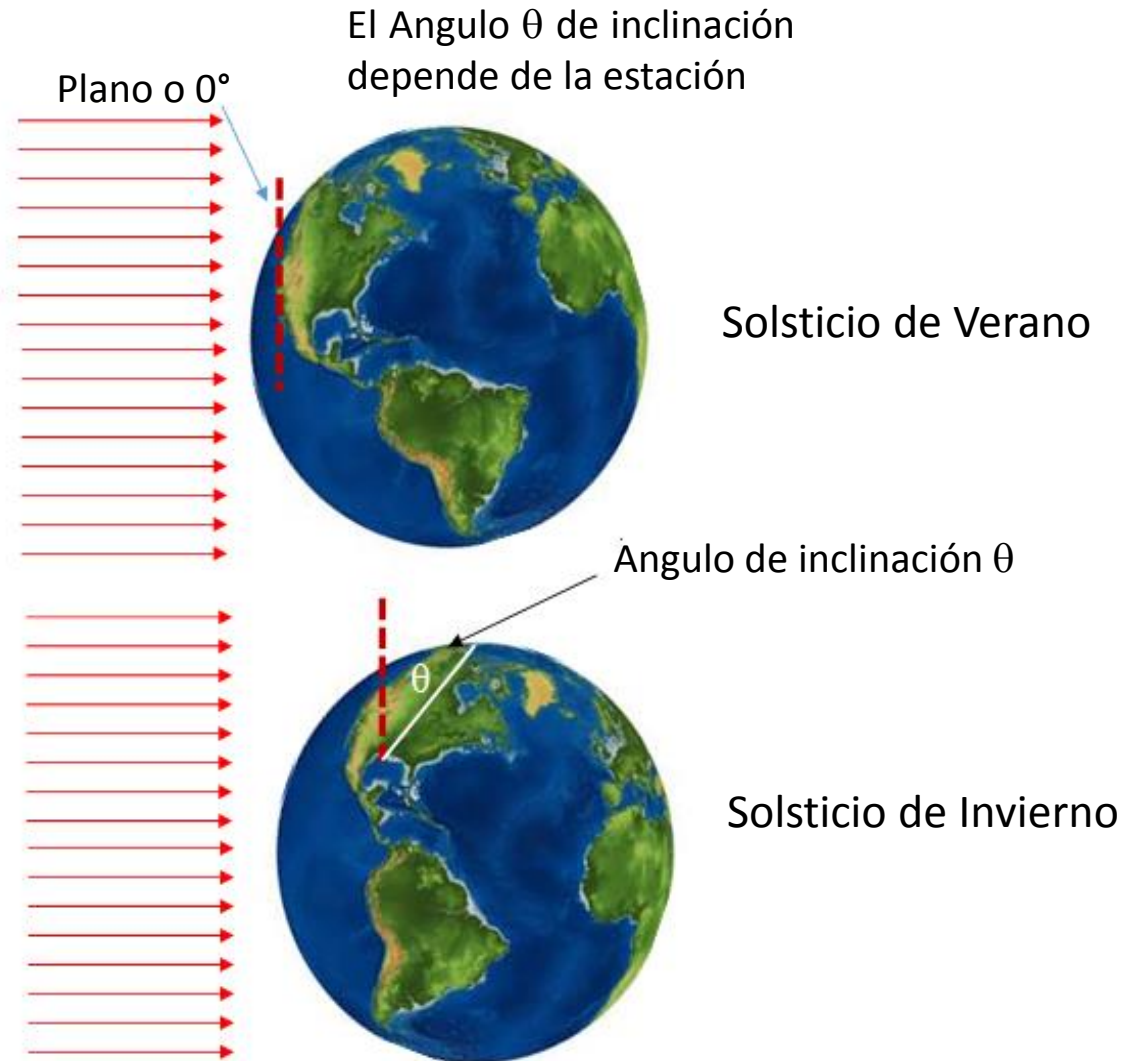 El Angulo θ de inclinación
depende de la estación
Plano o 0°
Solsticio de Verano
Angulo de inclinación θ
θ
Solsticio de Invierno